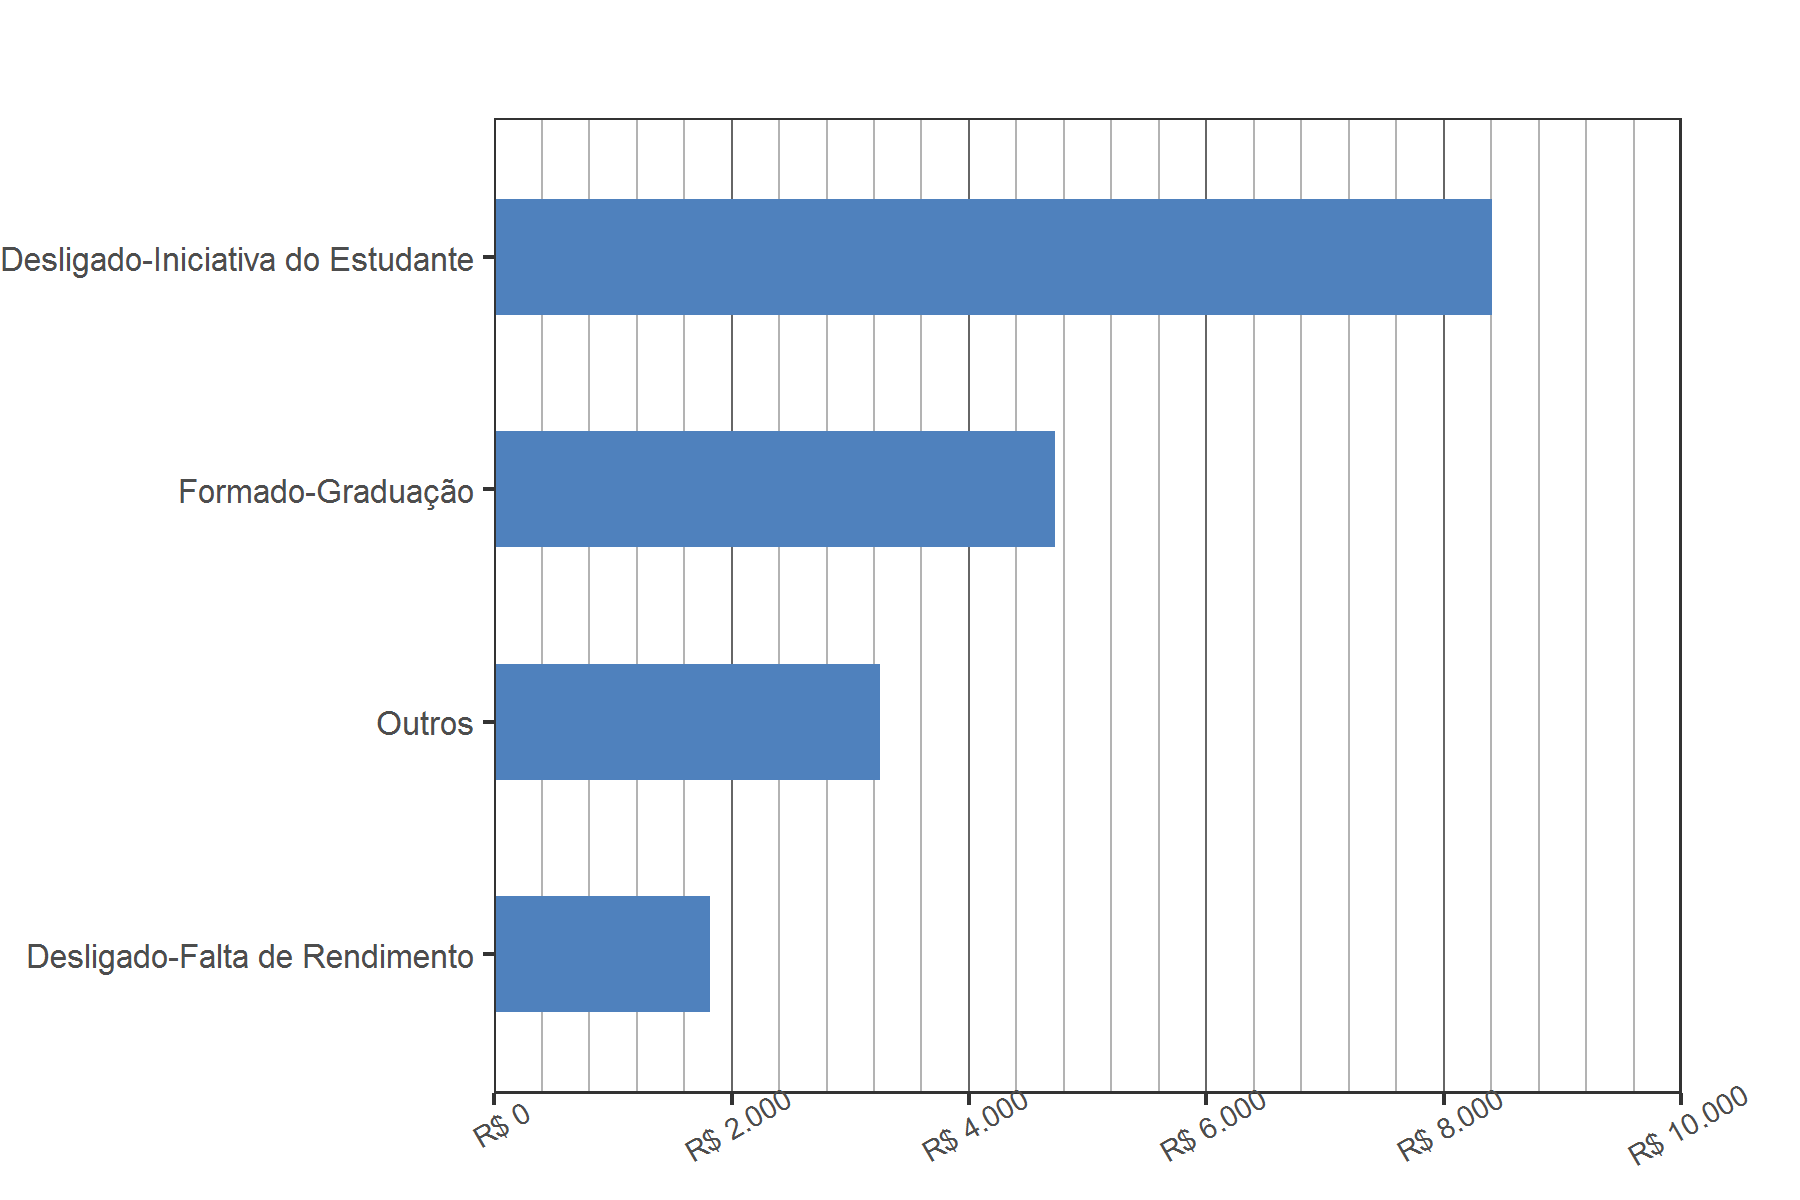 Desligado-Iniciativa do Estudante
Formado-Graduação
Outros
Desligado-Falta de Rendimento
R$ 0
R$ 2.000
R$ 4.000
R$ 6.000
R$ 8.000
R$ 10.000